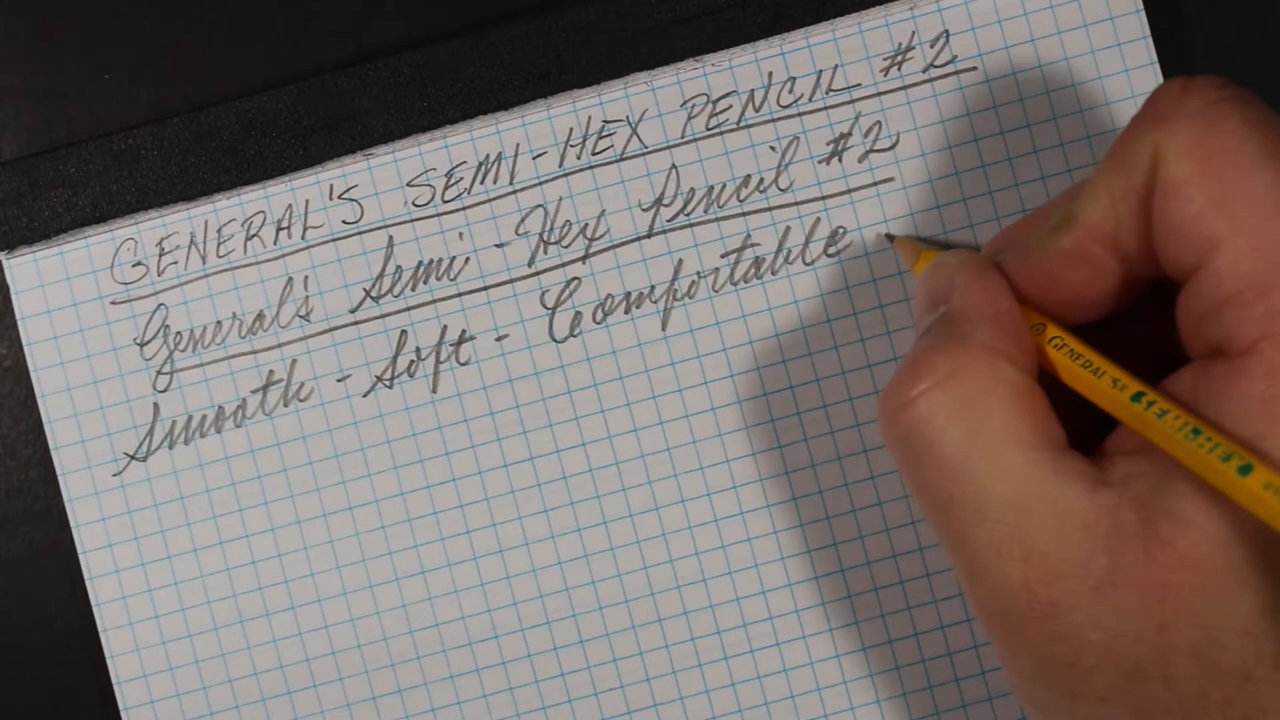 GENERAL'S SEMI-HEX PENCIL #2
General's Semi-Hex Pencil #2
Smooth - Soft - Comfortable
GENERAL'S